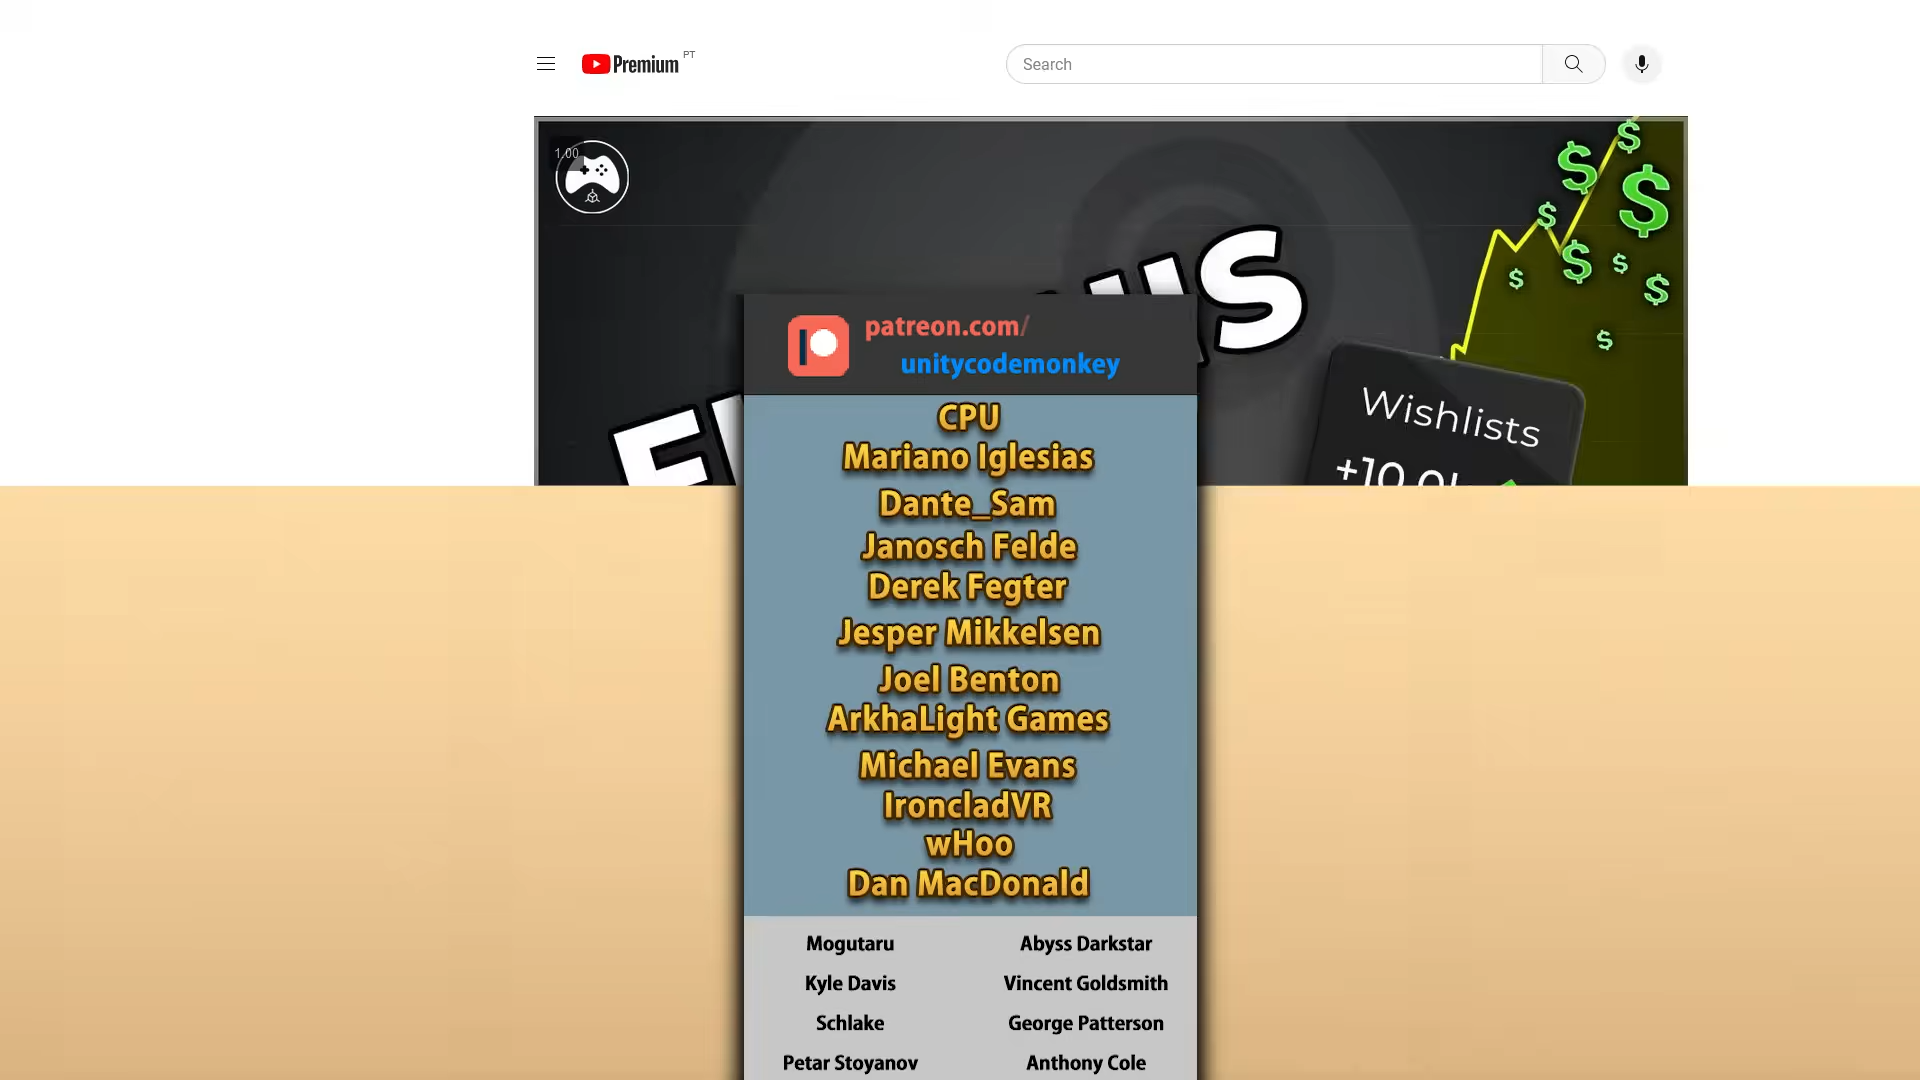 Premium PT
Search
1.00
patreon.com/
unitycodemonkey
Wishlists
CPU
Mariano Iglesias
Dante_Sam
Janosch Felde
Derek Fegter
Jesper Mikkelsen
Joel Benton
ArkhaLight Games
Michael Evans
IroncladVR
wHoo
Dan MacDonald
Mogutaru Abyss Darkstar
Kyle Davis Vincent Goldsmith
Schlake George Patterson
Petar Stoyanov Anthony Cole